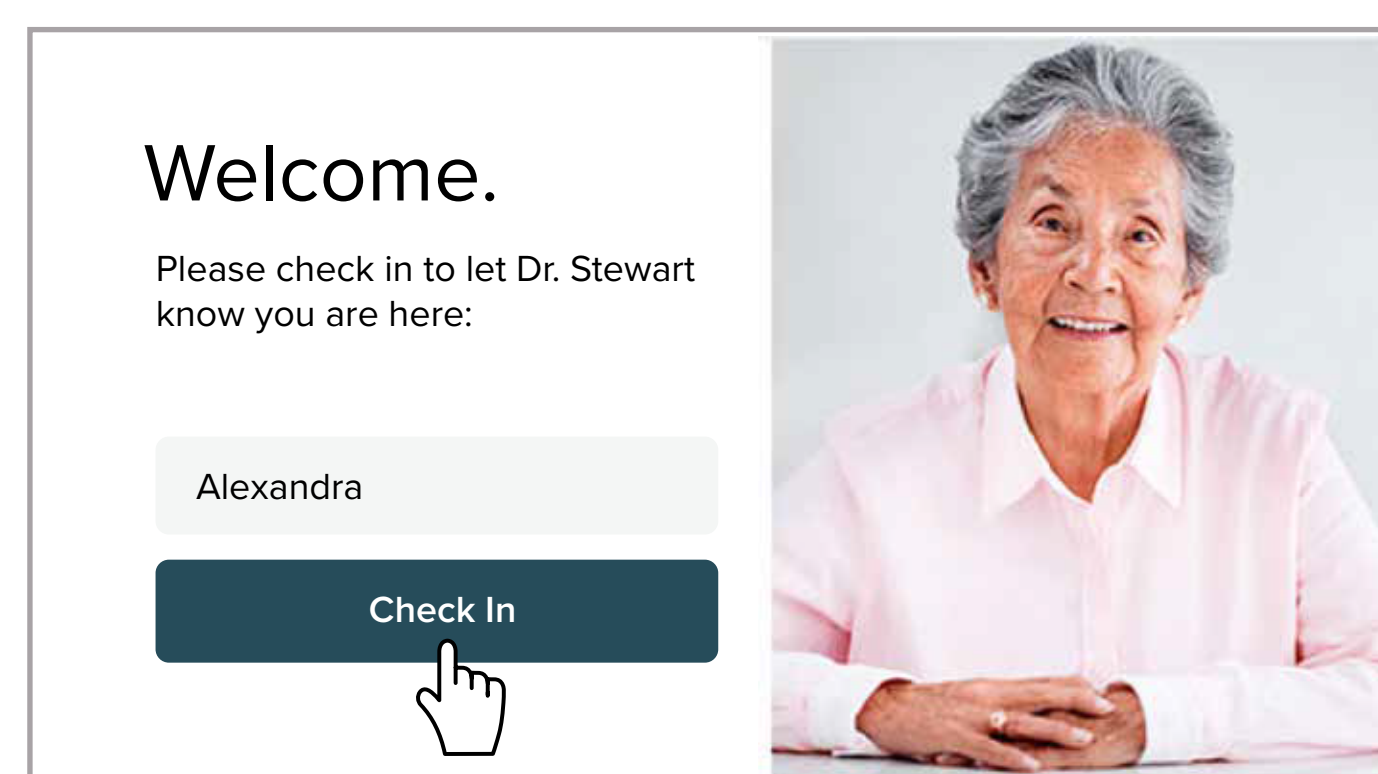 Welcome.
Please check in to let Dr. Stewart
know you are here:
Alexandra
Check In